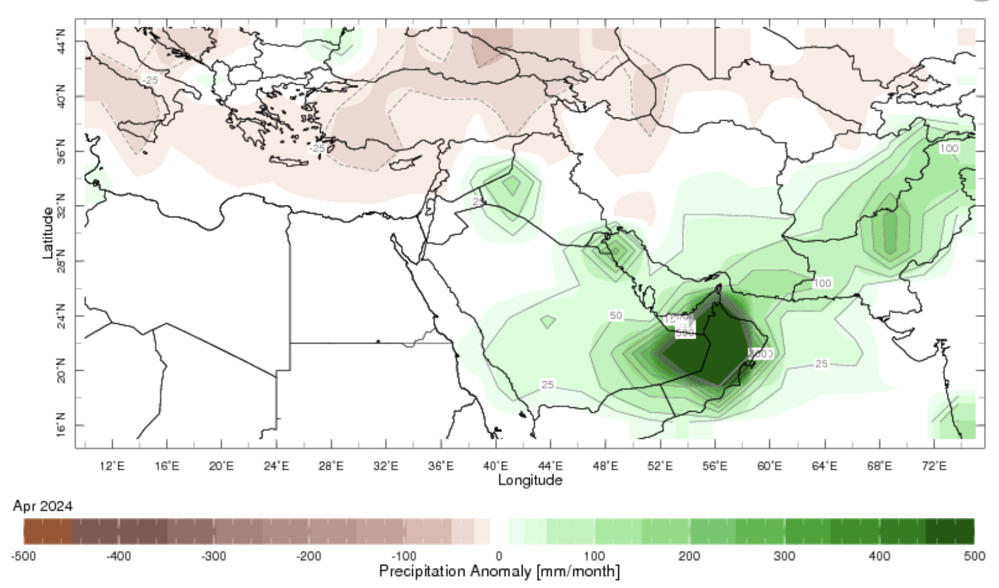 44°N
40°N
36°N
32°N
28°N
24°N
20°N
16°N
Latitude
-25
-25
100
25
100
50
500
25
25
12°E 16°E 20°E 24°E 28°E 32°E 36°E 40°E 44°E 48°E 52°E 56°E 60°E 64°E 68°E 72°E
Longitude
Apr 2024
-500 -400 -300 -200 -100 0 100 200 300 400 500
Precipitation Anomaly [mm/month]